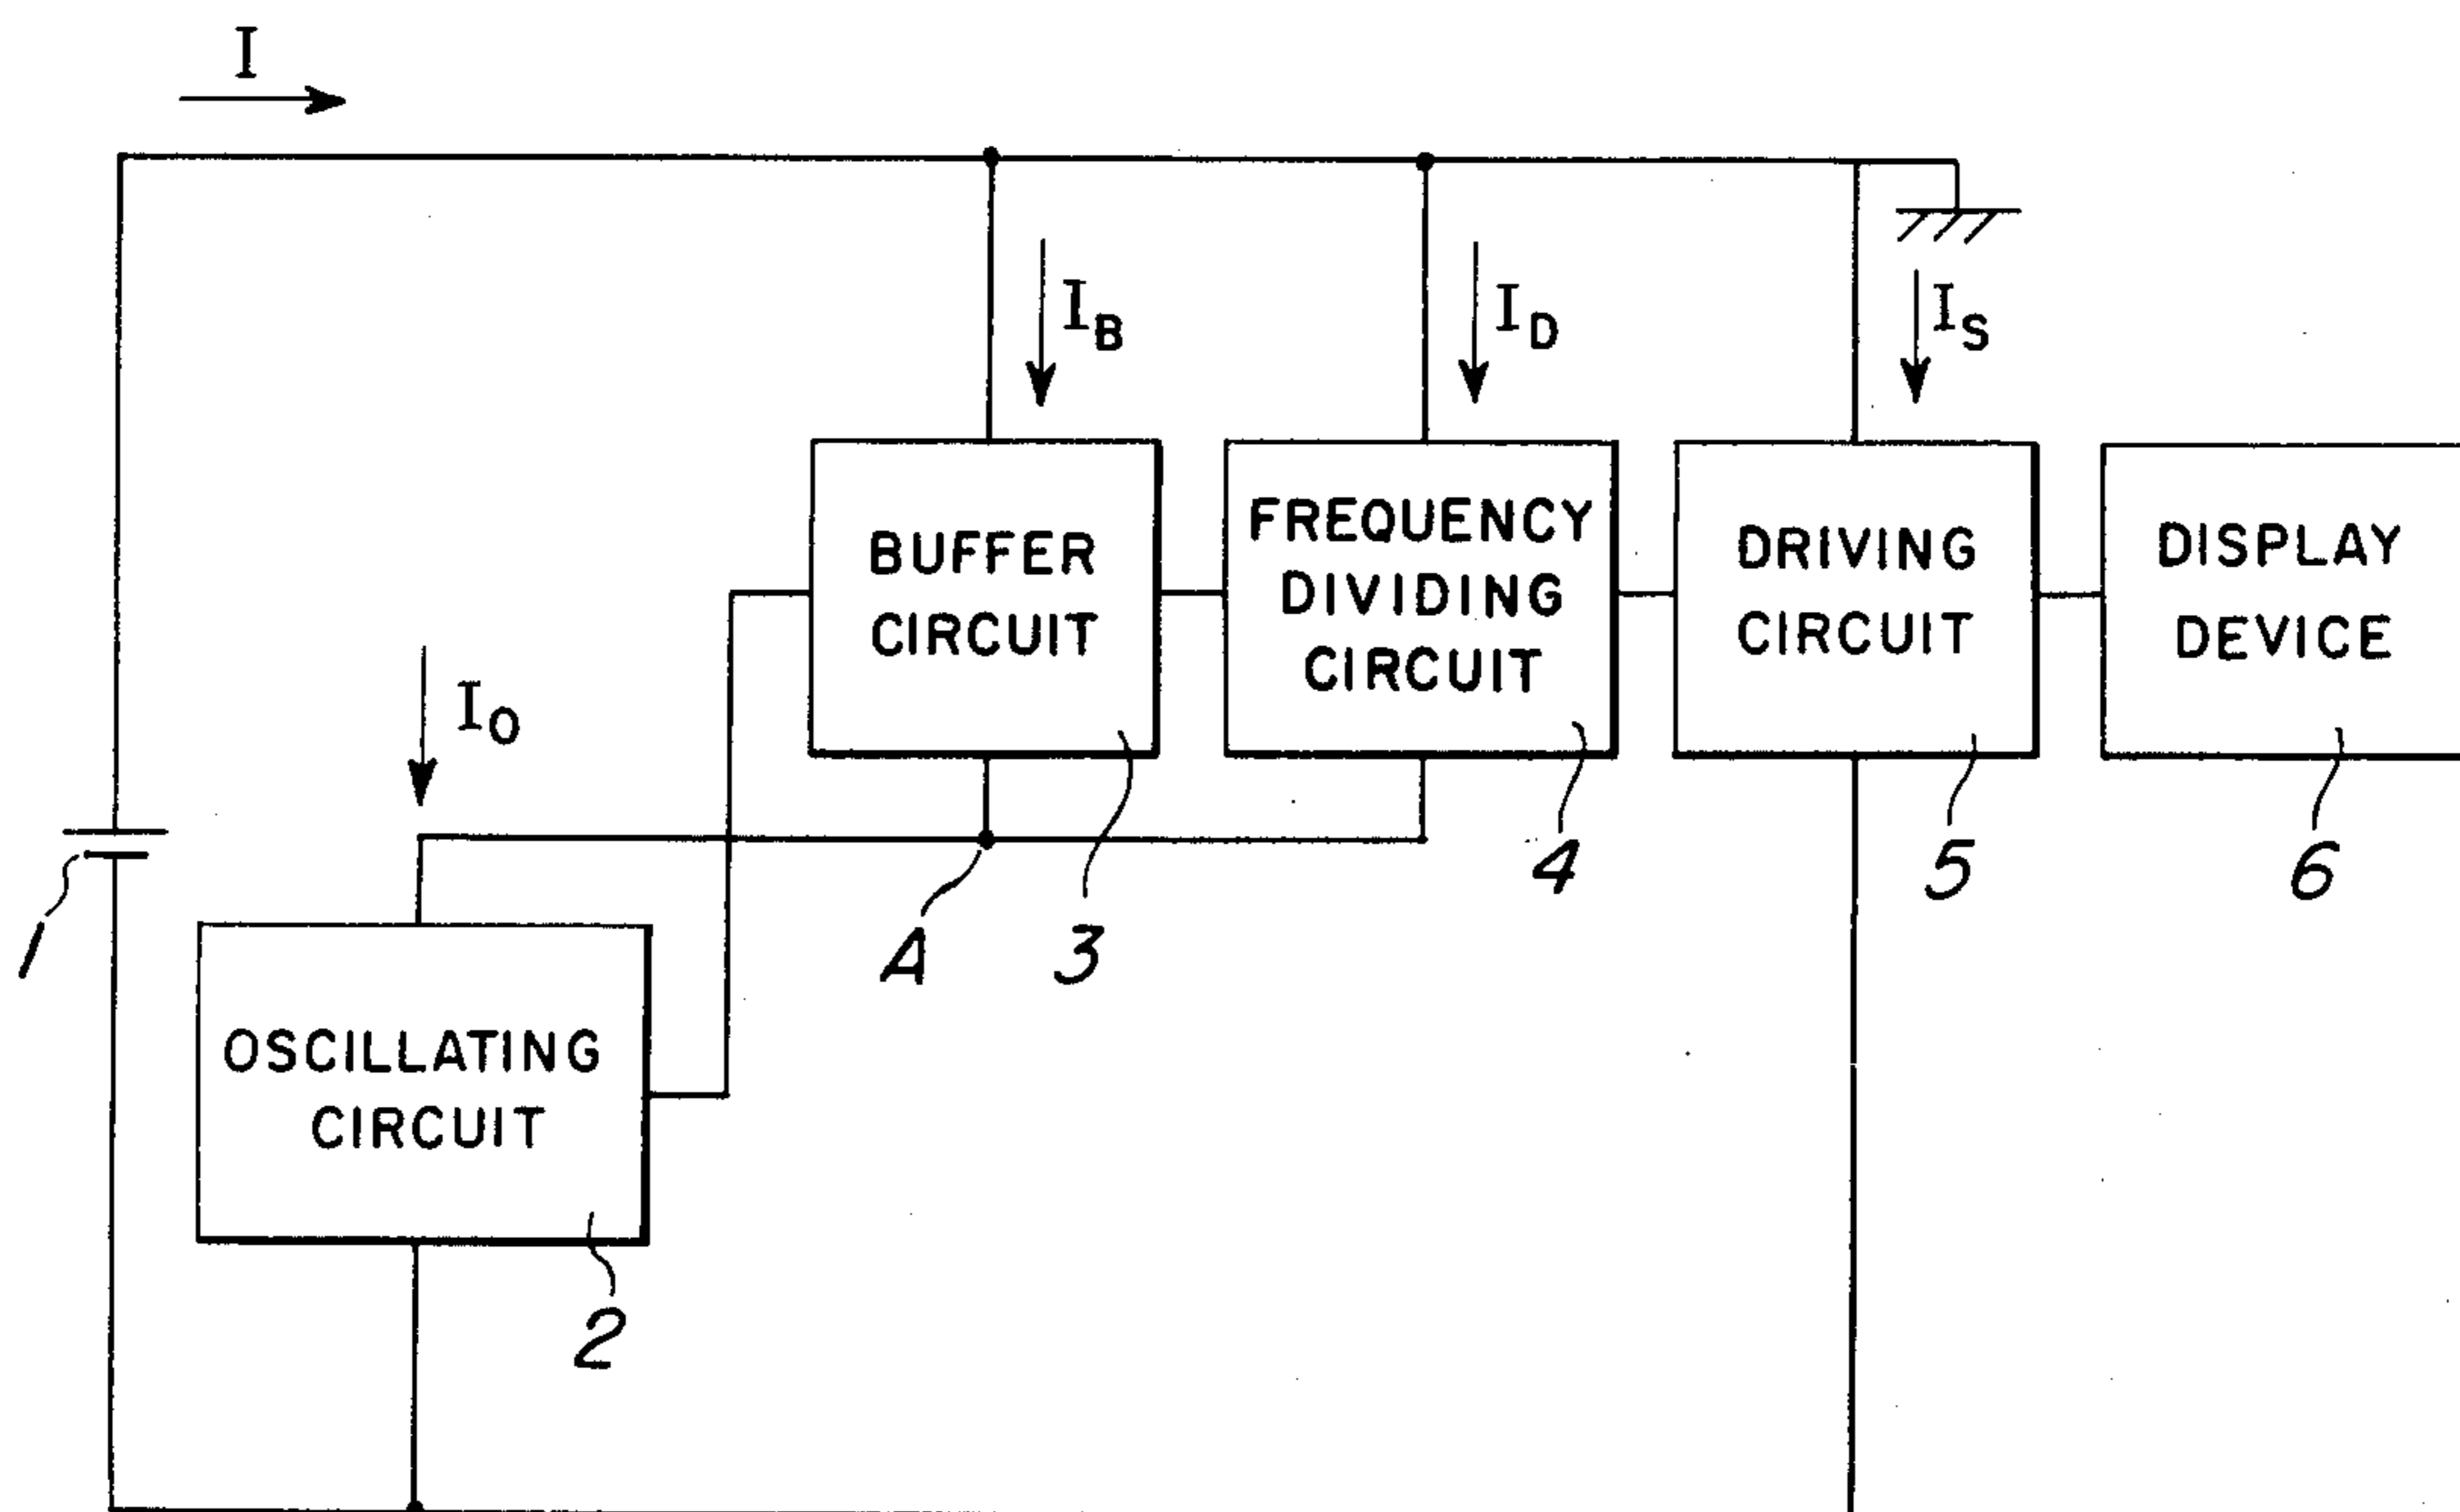 I
I_B
I_D
I_S
BUFFER
CIRCUIT
FREQUENCY
DIVIDING
CIRCUIT
DRIVING
CIRCUIT
DISPLAY
DEVICE
I_O
1
A
3
4
5
6
OSCILLATING
CIRCUIT
2